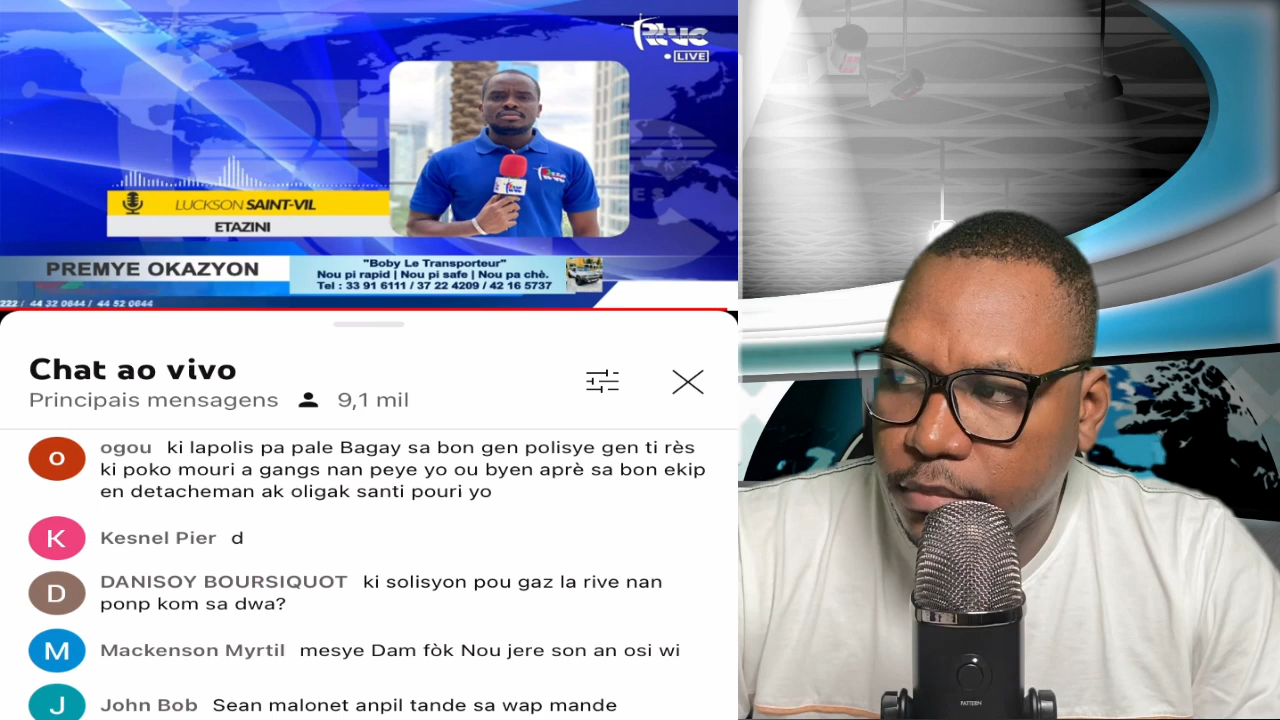 RTVC
LIVE
LUCKSON SAINT-VIL
ETAZINI
PREMYE OKAZYON
"Boby Le Transporteur"
Nou pi rapid | Nou pi safe | Nou pa chè.
Tel : 33 91 6111 / 37 22 4209 / 42 16 5737
222 / 44 32 0644 / 44 52 0644
Chat ao vivo
Principais mensagens 9,1 mil
O ogou ki lapolis pa pale Bagay sa bon gen polisye gen ti rès
ki poko mouri a gangs nan peye yo ou byen aprè sa bon ekip
en detacheman ak oligak santi pouri yo
K Kesnel Pier d
D DANISOY BOURSIQUOT ki solisyon pou gaz la rive nan
ponp kom sa dwa?
M Mackenson Myrtil mesye Dam fòk Nou jere son an osi wi
J John Bob Sean malonet anpil tande sa wap mande
PATTERN